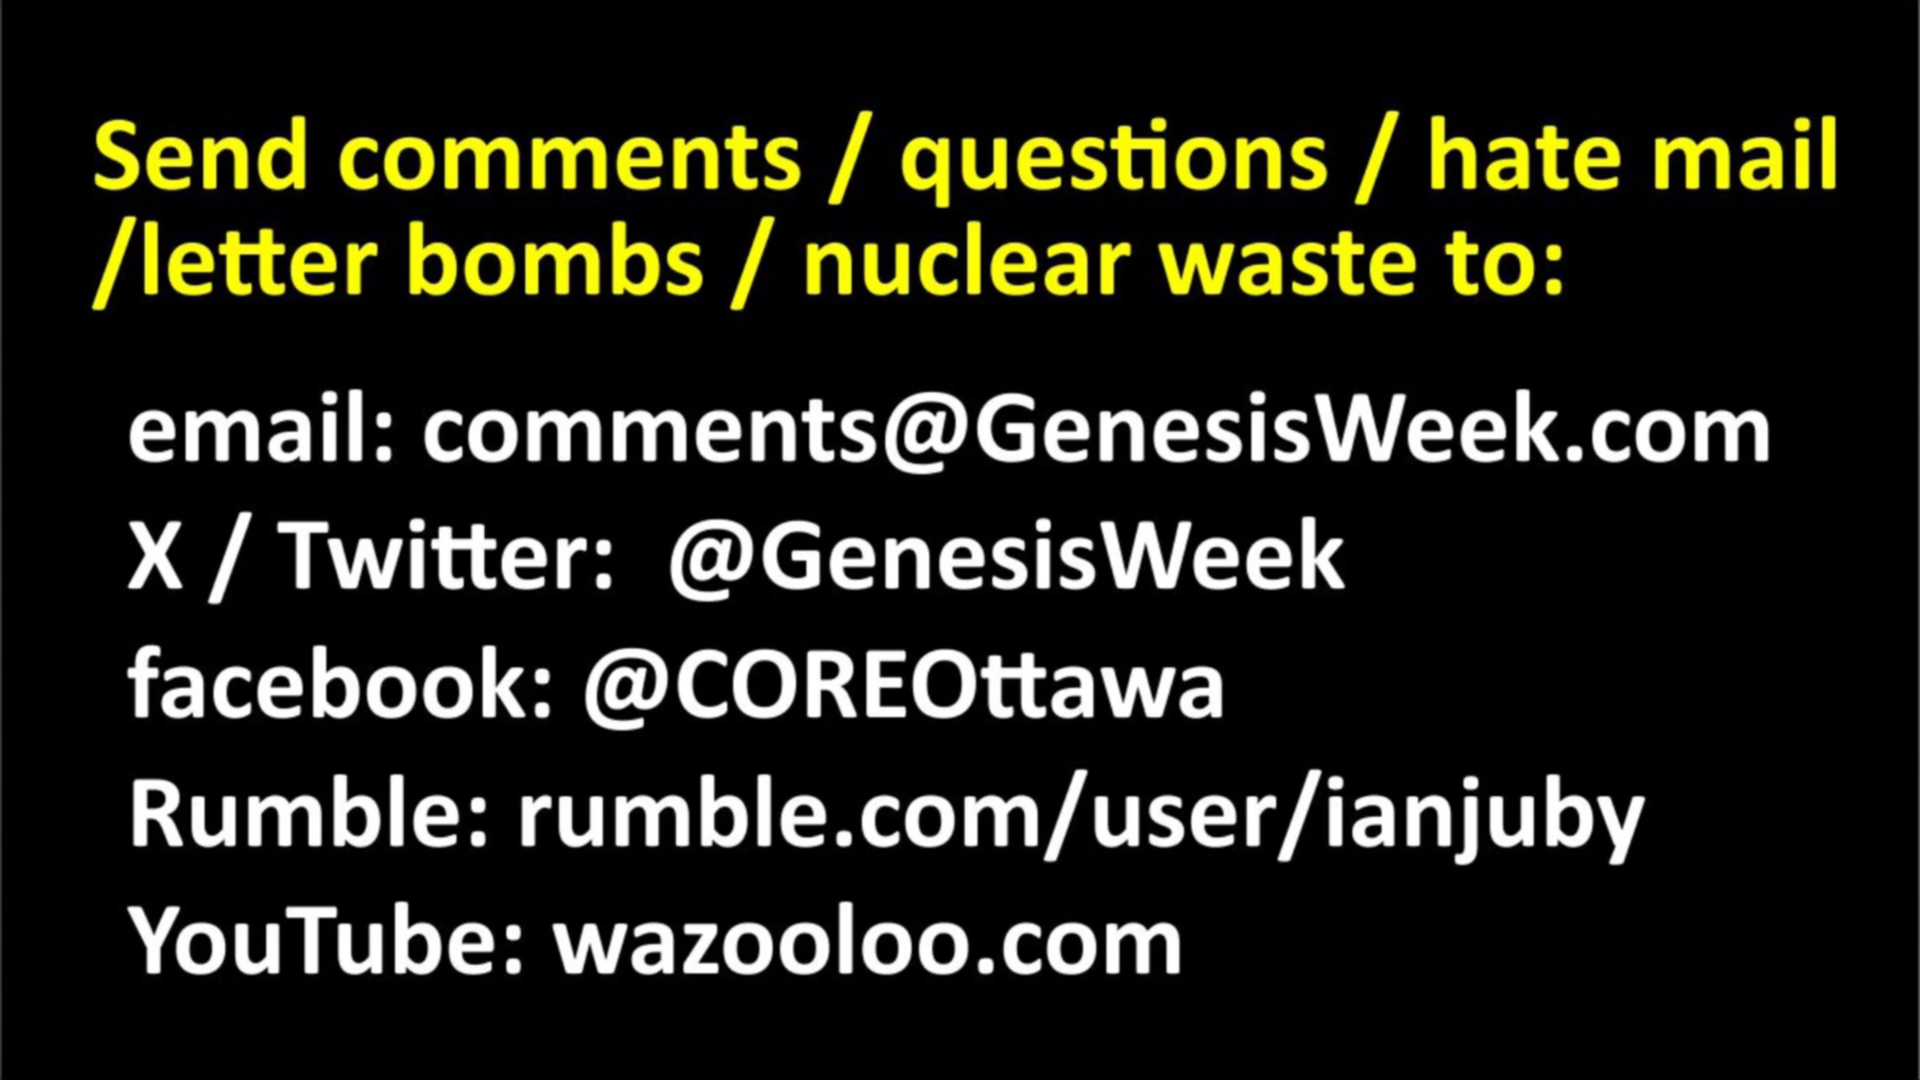 Send comments / questions / hate mail
/letter bombs / nuclear waste to:
email: comments@GenesisWeek.com
X / Twitter:  @GenesisWeek
facebook: @COREOttawa
Rumble: rumble.com/user/ianjuby
YouTube: wazooloo.com